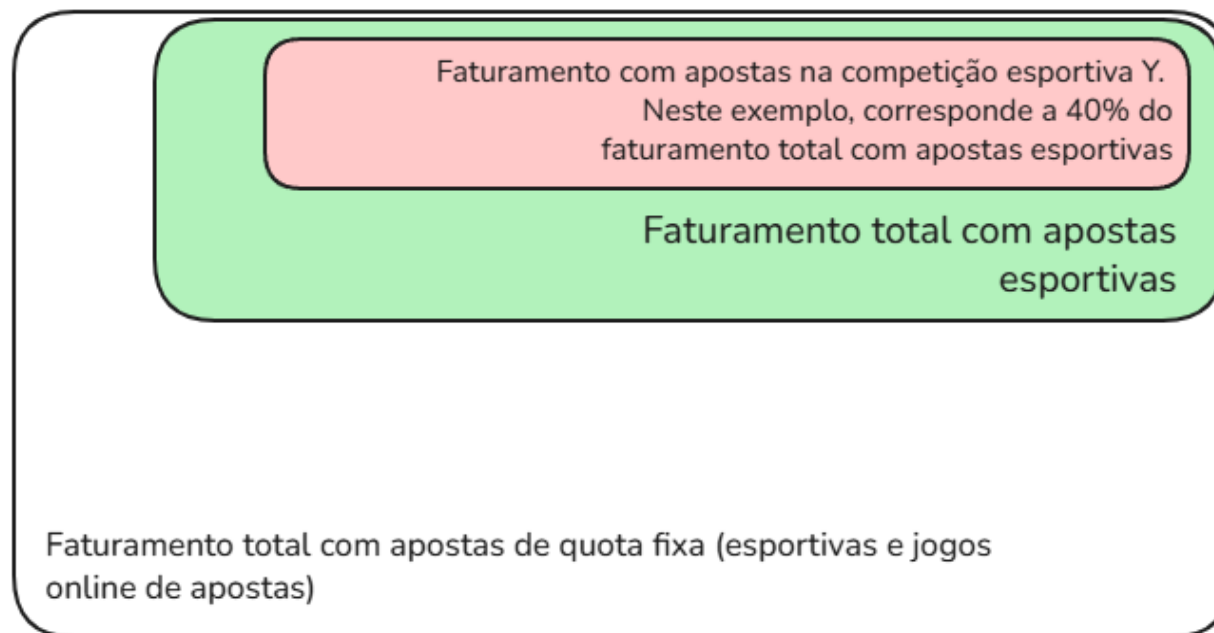 Faturamento com apostas na competição esportiva Y.
Neste exemplo, corresponde a 40% do
faturamento total com apostas esportivas
Faturamento total com apostas
esportivas
Faturamento total com apostas de quota fixa (esportivas e jogos
online de apostas)